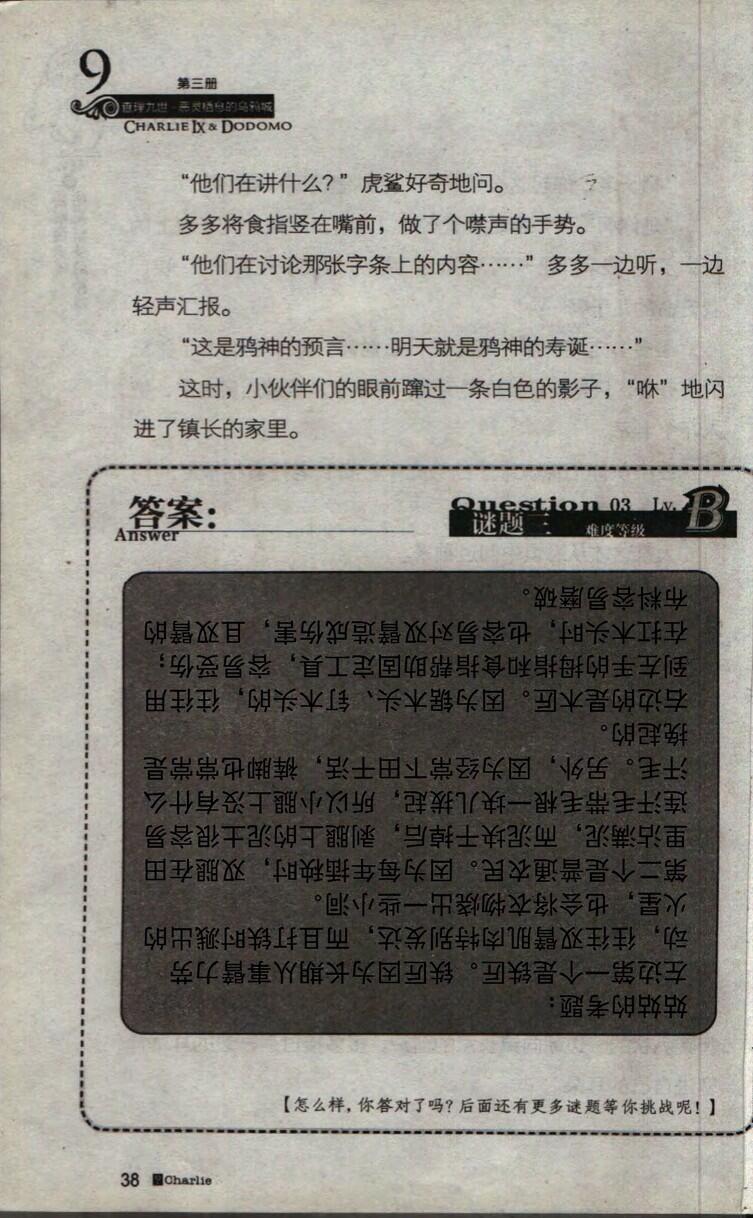 9
第三册
查理九世·恶灵栖息的乌鸦城
CHARLIE IX & DODOMO
“他们在讲什么？”虎鲨好奇地问。
多多将食指竖在嘴前，做了个噤声的手势。
“他们在讨论那张字条上的内容……”多多一边听，一边
轻声汇报。
“这是鸦神的预言……明天就是鸦神的寿诞……”
这时，小伙伴们的眼前蹿过一条白色的影子，“咻”地闪
进了镇长的家里。
答案：
Answer
Question 03 Lv. B
谜题三 难度等级
姑姑的考题：
左边第一个是铁匠。铁匠因为长期从事臂力劳
动，往往双臂肌肉特别发达，而且打铁时溅出的
火星，也会将衣物烧出一些小洞。
第二个是普通农民。因为每年插秧时，双腿在田
里沾满泥，而泥块干掉后，剥腿上的泥土很容易
连汗毛带毛根一块儿拔起，所以小腿上没有什么
汗毛。另外，因为经常下田干活，裤脚也常常是
挽起的。
右边的是木匠。因为锯木头、钉木头的，往往用
到左手的拇指和食指帮助固定工具，容易受伤；
在扛木头时，也容易对双臂造成伤害，且双臂的
布料容易磨破。
【怎么样，你答对了吗？后面还有更多谜题等你挑战呢！】
38 Charlie